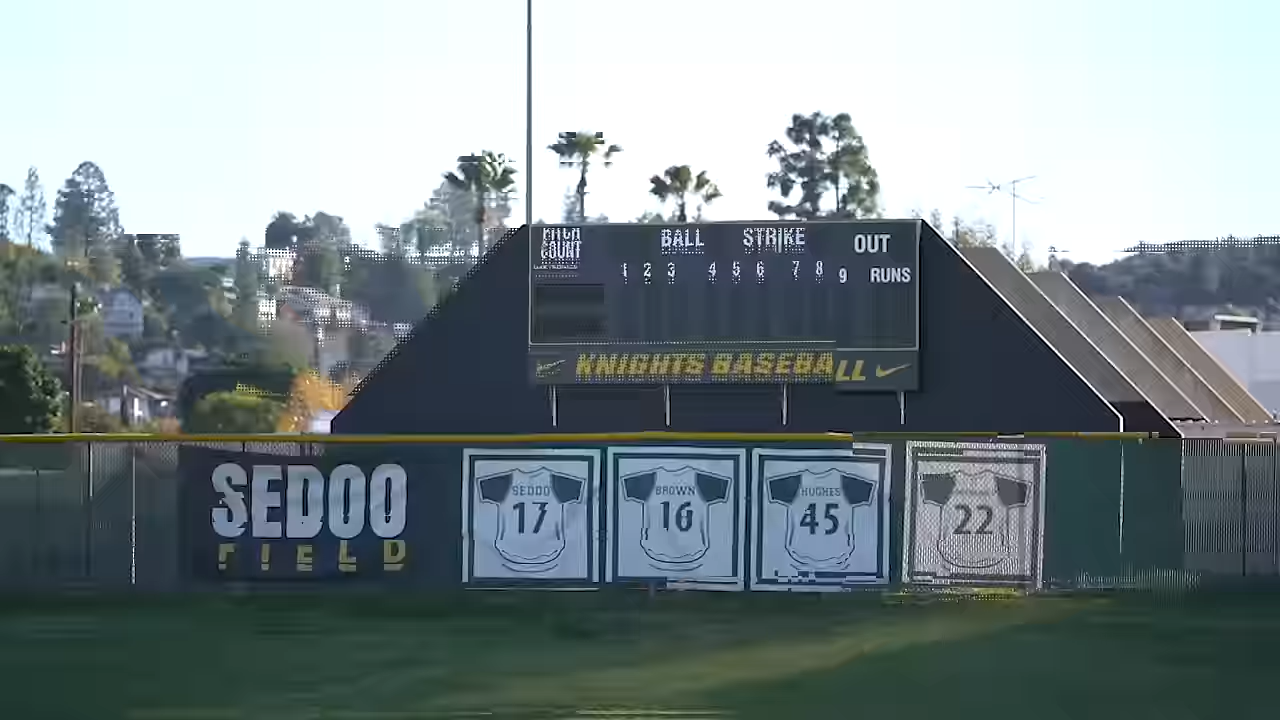 PITCH COUNT BALL STRIKE OUT
1 2 3 4 5 6 7 8 9 RUNS
KNIGHTS BASEBALL
SEDOO
FIELD
SEDOO
17
BROWN
16
HUGHES
45
22